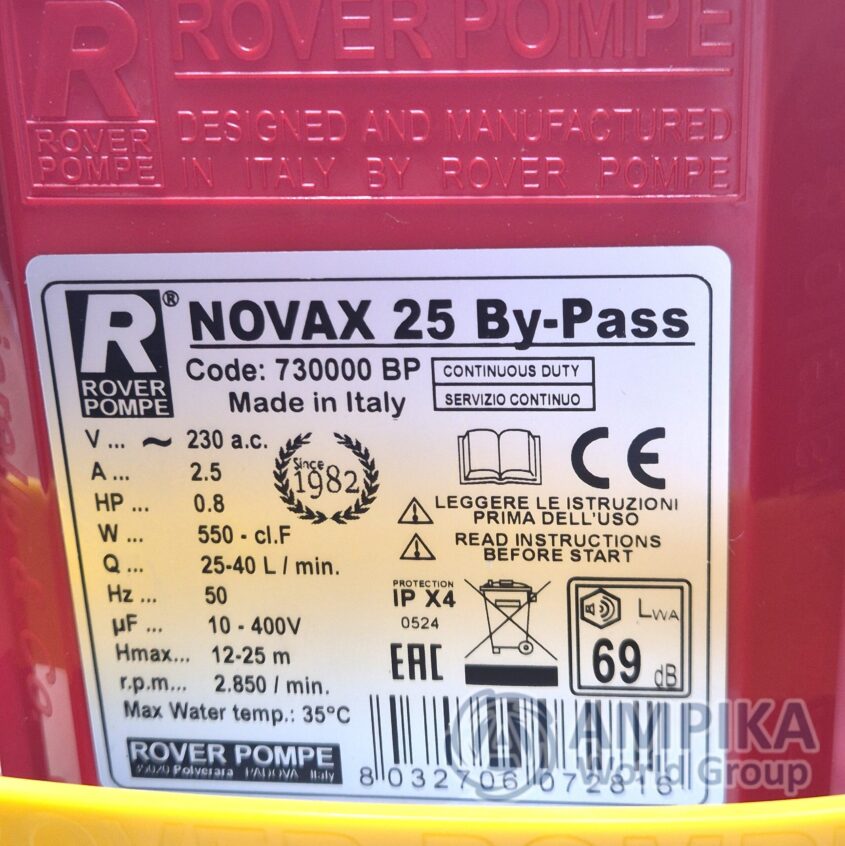 R
ROVER POMPE
ROVER
POMPE
DESIGNED AND MANUFACTURED
IN ITALY BY ROVER POMPE
R®
ROVER
POMPE
NOVAX 25 By-Pass
Code: 730000 BP
CONTINUOUS DUTY
SERVIZIO CONTINUO
Made in Italy
V ... ~ 230 a.c.
A ... 2.5
HP ... 0.8
W ... 550 - cl.F
Q ... 25-40 L / min.
Hz ... 50
µF ... 10 - 400V
Hmax... 12-25 m
r.p.m... 2.850 / min.
Max Water temp.: 35°C
Since
1982
CE
LEGGERE LE ISTRUZIONI
PRIMA DELL'USO
READ INSTRUCTIONS
BEFORE START
PROTECTION
IP X4
0524
EAC
LWA
69 dB
ROVER POMPE
35020 Polverara PADOVA Italy
8 032706 072816
AMPIKA
World Group